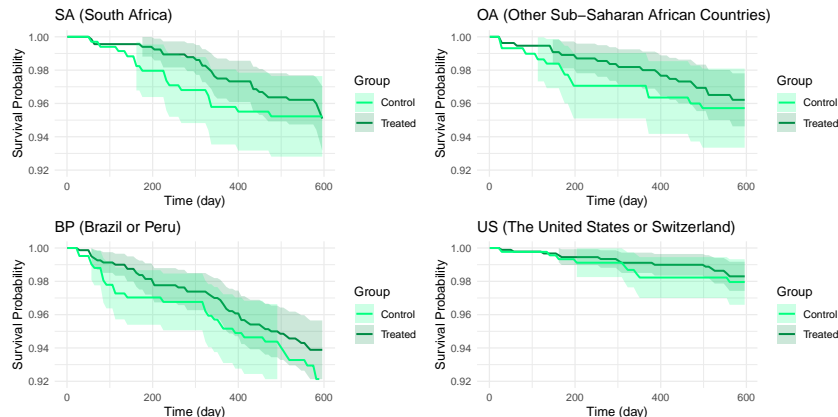 SA (South Africa)
Survival Probability
1.00
0.98
0.96
0.94
0.92
0
200
400
600
Time (day)
Group
Control
Treated
OA (Other Sub−Saharan African Countries)
Survival Probability
1.00
0.98
0.96
0.94
0.92
0
200
400
600
Time (day)
Group
Control
Treated
BP (Brazil or Peru)
Survival Probability
1.00
0.98
0.96
0.94
0.92
0
200
400
600
Time (day)
Group
Control
Treated
US (The United States or Switzerland)
Survival Probability
1.00
0.98
0.96
0.94
0.92
0
200
400
600
Time (day)
Group
Control
Treated